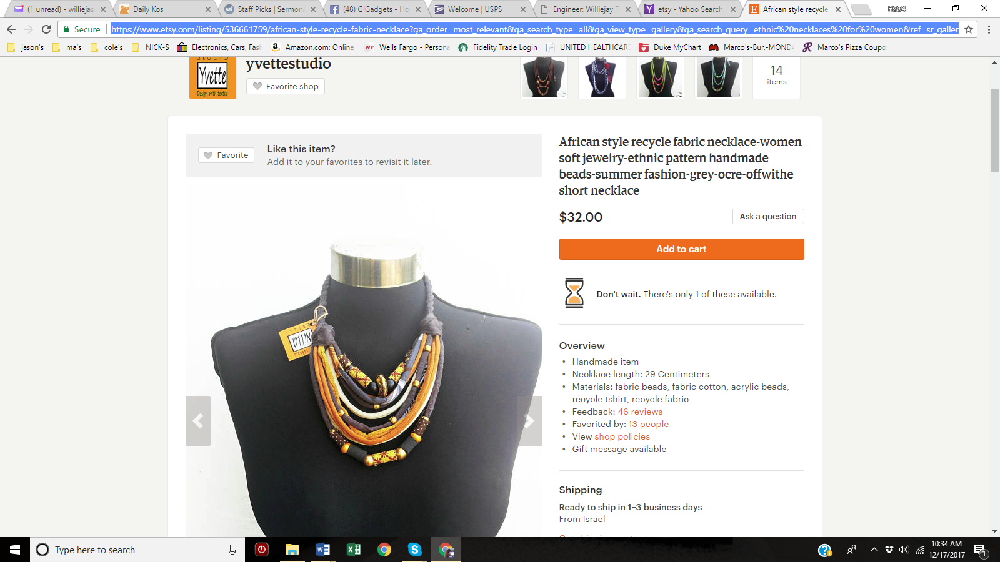 (1 unread) - williejas
Daily Kos
Staff Picks | Sermon
(48) GIGadgets - Ho
Welcome | USPS
Engineer: Williejay T
etsy - Yahoo Search
African style recycle
H2O4
Secure
https://www.etsy.com/listing/536661759/african-style-recycle-fabric-necklace?ga_order=most_relevant&ga_search_type=all&ga_view_type=gallery&ga_search_query=ethnic%20necklaces%20for%20women&ref=sr_galler
jason's
ma's
cole's
NICK-S
Electronics, Cars, Fash
Amazon.com: Online
WF Wells Fargo - Persona
Fidelity Trade Login
UNITED HEALTHCARE
Duke MyChart
Marco's-Bur.-MONDA
Marco's Pizza Coupo
STUDIO
Yvette
Design with textile
yvettestudio
Favorite shop
14
items
Favorite
Like this item?
Add it to your favorites to revisit it later.
African style recycle fabric necklace-women
soft jewelry-ethnic pattern handmade
beads-summer fashion-grey-ocre-offwithe
short necklace
$32.00
Ask a question
Add to cart
Don't wait. There's only 1 of these available.
Overview
• Handmade item
• Necklace length: 29 Centimeters
• Materials: fabric beads, fabric cotton, acrylic beads,
recycle tshirt, recycle fabric
• Feedback: 46 reviews
• Favorited by: 13 people
• View shop policies
• Gift message available
Shipping
Ready to ship in 1–3 business days
From Israel
Type here to search
10:34 AM
12/17/2017
1